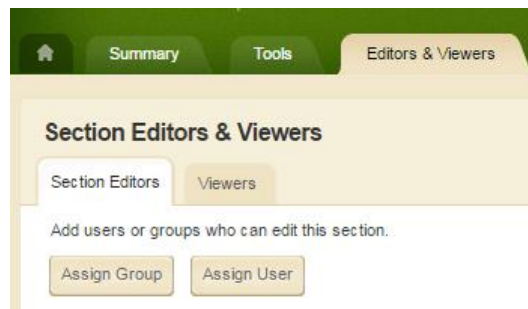 Summary Tools Editors & Viewers
Section Editors & Viewers
Section Editors Viewers
Add users or groups who can edit this section.
Assign Group Assign User